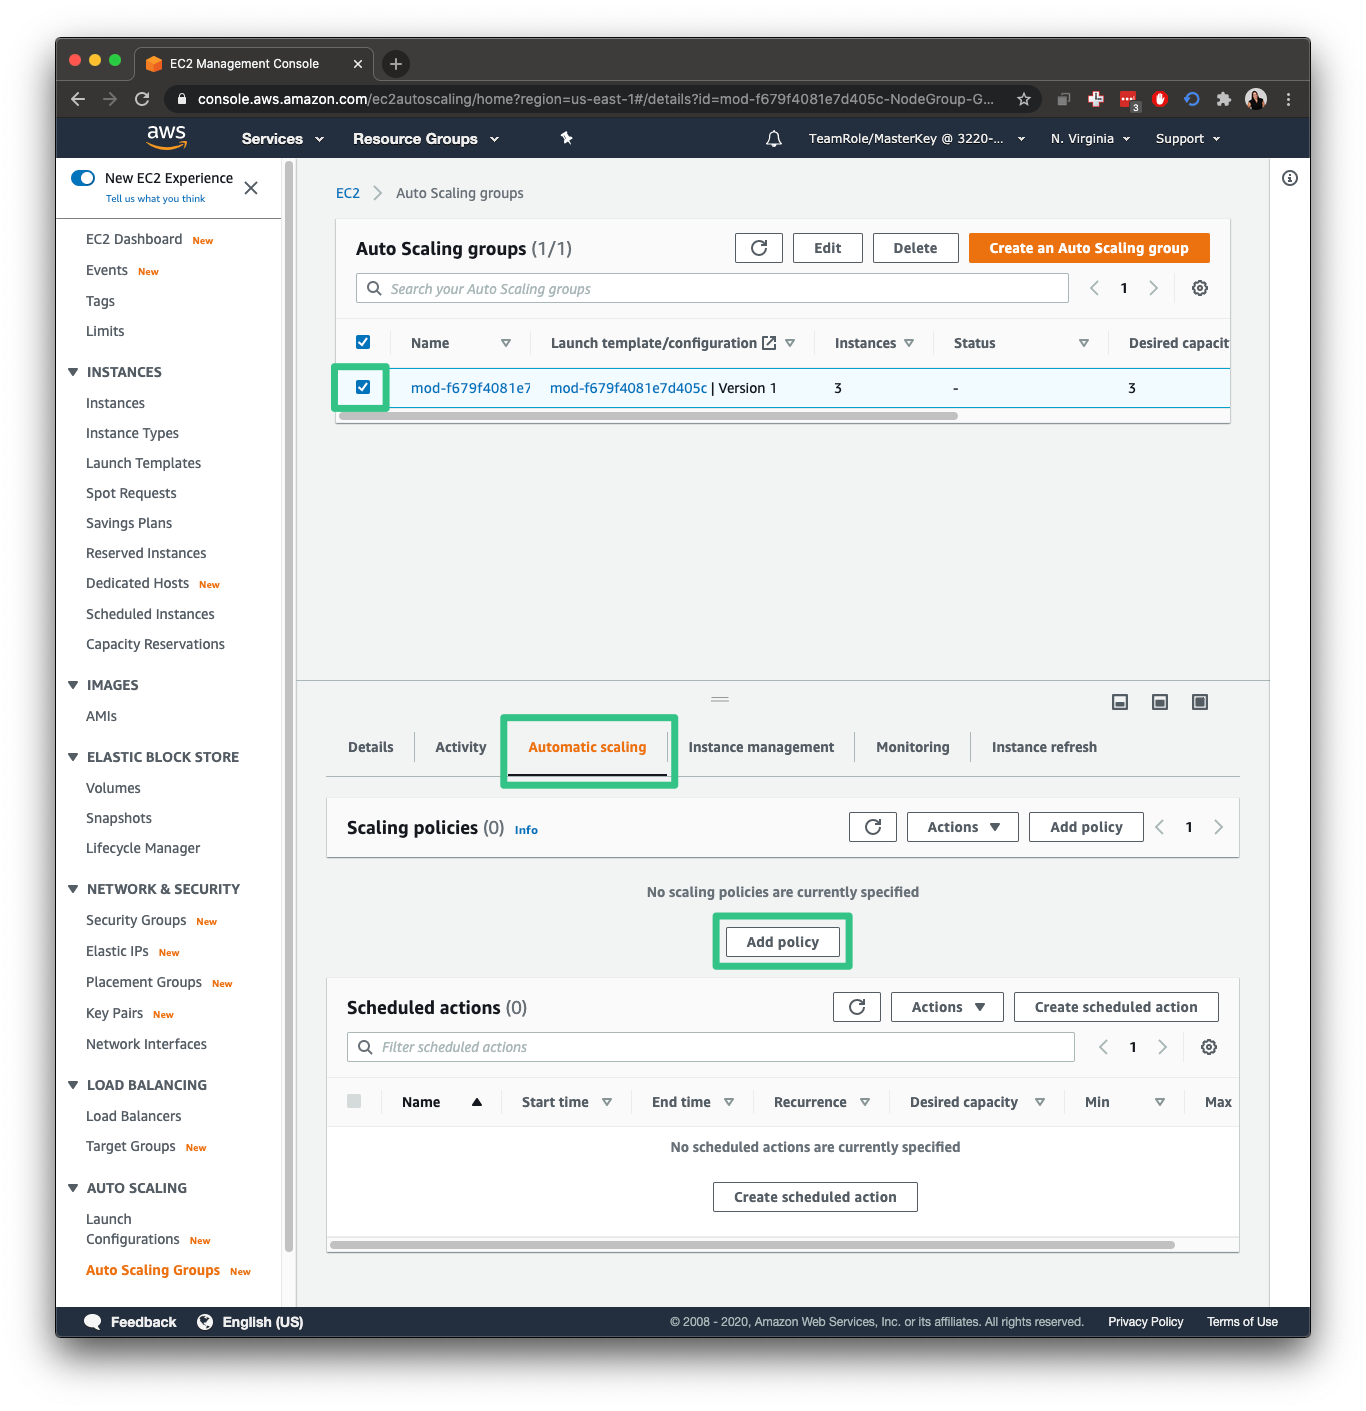 EC2 Management Console
console.aws.amazon.com/ec2autoscaling/home?region=us-east-1#/details?id=mod-f679f4081e7d405c-NodeGroup-G...
3
aws
Services
Resource Groups
TeamRole/MasterKey @ 3220-...
N. Virginia
Support
New EC2 Experience
Tell us what you think
EC2 Dashboard New
Events New
Tags
Limits
INSTANCES
Instances
Instance Types
Launch Templates
Spot Requests
Savings Plans
Reserved Instances
Dedicated Hosts New
Scheduled Instances
Capacity Reservations
IMAGES
AMIs
ELASTIC BLOCK STORE
Volumes
Snapshots
Lifecycle Manager
NETWORK & SECURITY
Security Groups New
Elastic IPs New
Placement Groups New
Key Pairs New
Network Interfaces
LOAD BALANCING
Load Balancers
Target Groups New
AUTO SCALING
Launch
Configurations New
Auto Scaling Groups New
EC2 Auto Scaling groups
Auto Scaling groups (1/1)
Edit Delete Create an Auto Scaling group
Search your Auto Scaling groups
1
Name Launch template/configuration Instances Status Desired capacit
mod-f679f4081e7 mod-f679f4081e7d405c | Version 1 3 - 3
Details Activity Automatic scaling Instance management Monitoring Instance refresh
Scaling policies (0) Info
Actions Add policy 1
No scaling policies are currently specified
Add policy
Scheduled actions (0)
Actions Create scheduled action
Filter scheduled actions
1
Name Start time End time Recurrence Desired capacity Min Max
No scheduled actions are currently specified
Create scheduled action
Feedback English (US)
© 2008 - 2020, Amazon Web Services, Inc. or its affiliates. All rights reserved. Privacy Policy Terms of Use